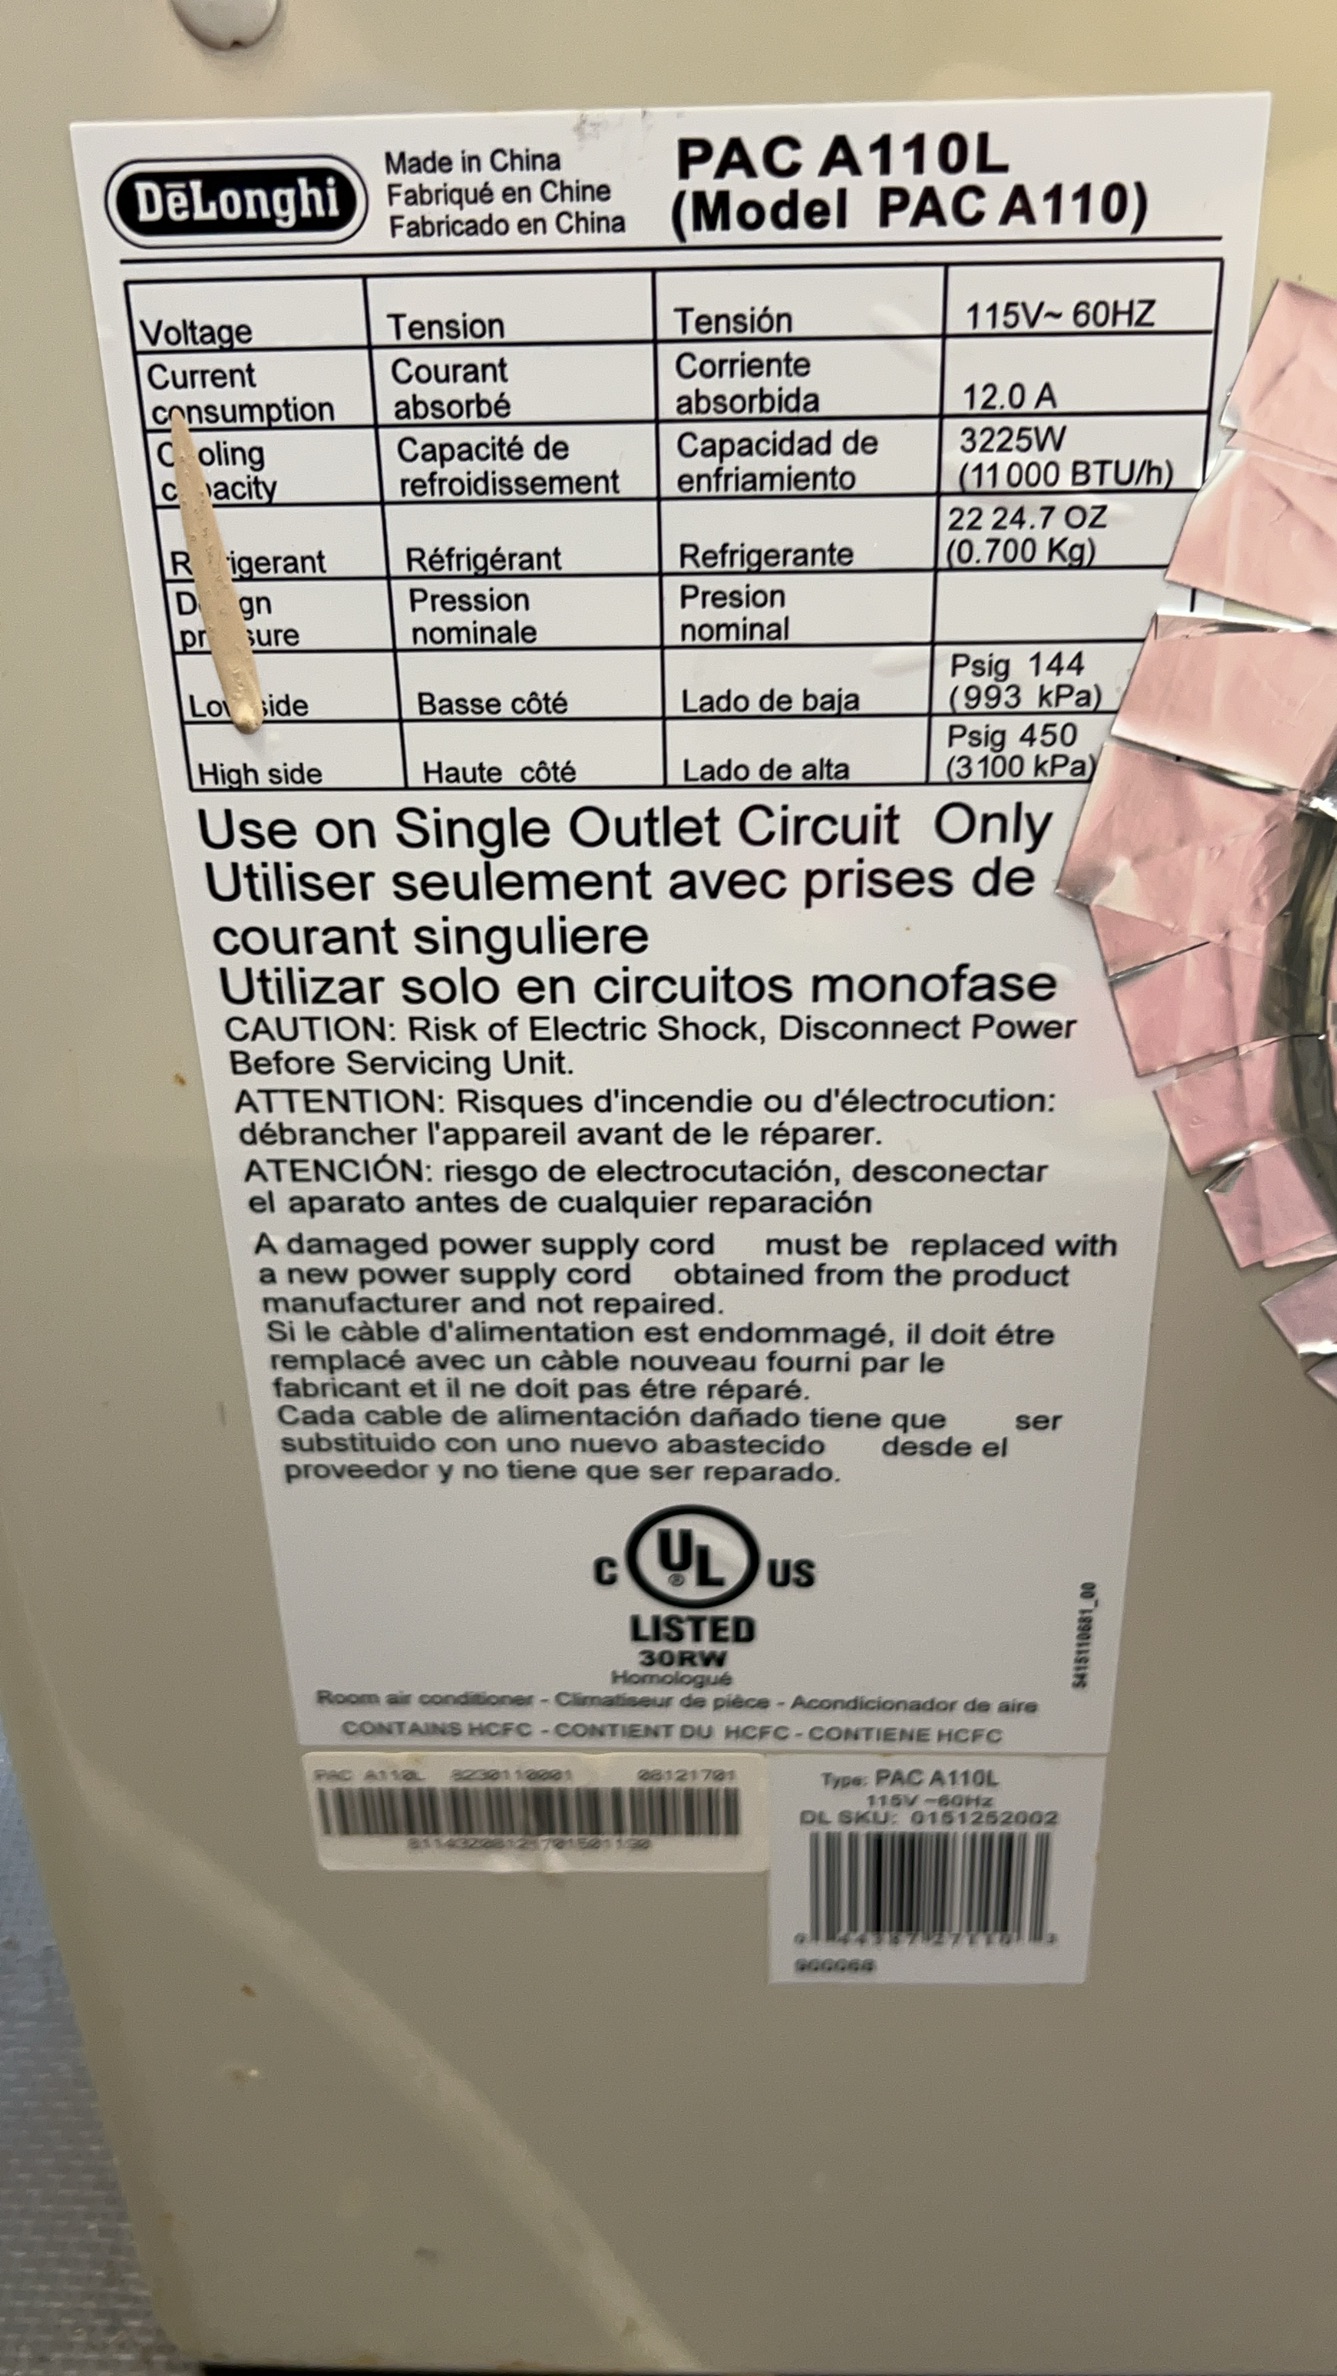 DēLonghi
Made in China
Fabriqué en Chine
Fabricado en China
PAC A110L
(Model PAC A110)
Voltage Tension Tensión 115V~ 60HZ
Current consumption Courant absorbé Corriente absorbida 12.0 A
Cooling capacity Capacité de refroidissement Capacidad de enfriamiento 3225W (11000 BTU/h)
Refrigerant Réfrigérant Refrigerante 22 24.7 OZ (0.700 Kg)
Design pressure Pression nominale Presion nominal
Low side Basse côté Lado de baja Psig 144 (993 kPa)
High side Haute côté Lado de alta Psig 450 (3100 kPa)
Use on Single Outlet Circuit Only
Utiliser seulement avec prises de
courant singuliere
Utilizar solo en circuitos monofase
CAUTION: Risk of Electric Shock, Disconnect Power
Before Servicing Unit.
ATTENTION: Risques d'incendie ou d'électrocution:
débrancher l'appareil avant de le réparer.
ATENCIÓN: riesgo de electrocutación, desconectar
el aparato antes de cualquier reparación
A damaged power supply cord must be replaced with
a new power supply cord obtained from the product
manufacturer and not repaired.
Si le càble d'alimentation est endommagé, il doit étre
remplacé avec un càble nouveau fourni par le
fabricant et il ne doit pas étre réparé.
Cada cable de alimentación dañado tiene que ser
substituido con uno nuevo abastecido desde el
proveedor y no tiene que ser reparado.
C UL® US
LISTED
30RW
Homologué
5415110681_00
Room air conditioner - Climatiseur de pièce - Acondicionador de aire
CONTAINS HCFC - CONTIENT DU HCFC - CONTIENE HCFC
PAC A110L 8230110001 08121701
Type: PAC A110L
115V ~60Hz
DL SKU: 0151252002